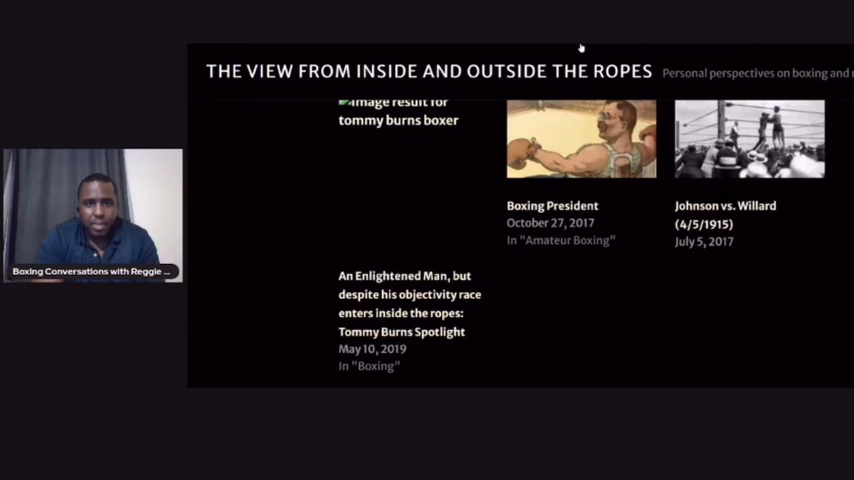 THE VIEW FROM INSIDE AND OUTSIDE THE ROPES
Personal perspectives on boxing and
Image result for
tommy burns boxer
Boxing President
October 27, 2017
In "Amateur Boxing"
Johnson vs. Willard
(4/5/1915)
July 5, 2017
Boxing Conversations with Reggie ...
An Enlightened Man, but
despite his objectivity race
enters inside the ropes:
Tommy Burns Spotlight
May 10, 2019
In "Boxing"